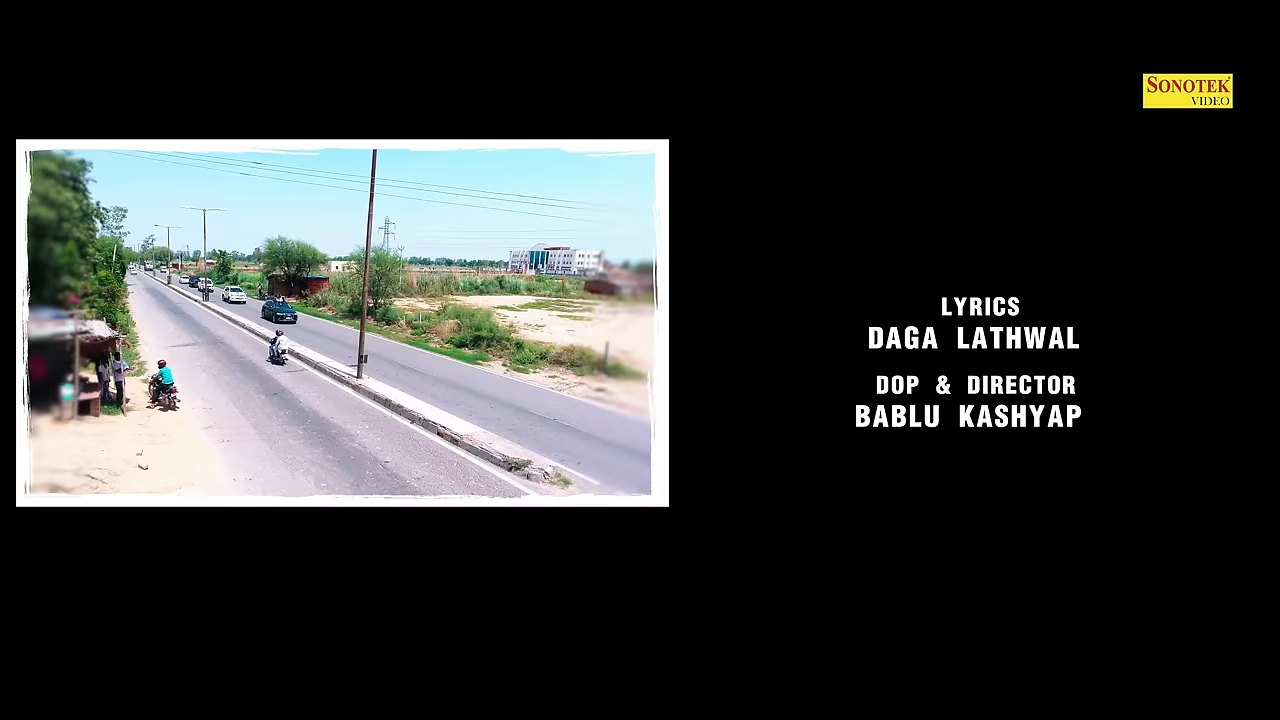 SONOTEK
VIDEO
LYRICS
DAGA LATHWAL
DOP & DIRECTOR
BABLU KASHYAP